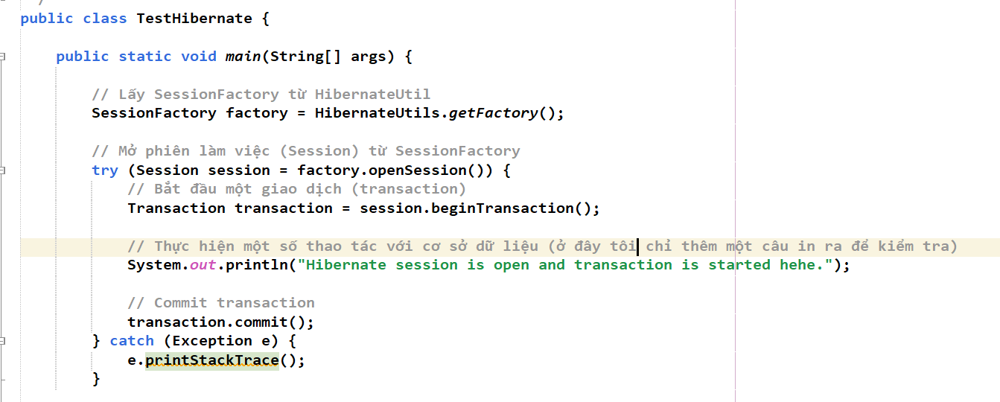 public class TestHibernate {
public static void main(String[] args) {
// Lấy SessionFactory từ HibernateUtil
SessionFactory factory = HibernateUtils.getFactory();
// Mở phiên làm việc (Session) từ SessionFactory
try (Session session = factory.openSession()) {
// Bắt đầu một giao dịch (transaction)
Transaction transaction = session.beginTransaction();
// Thực hiện một số thao tác với cơ sở dữ liệu (ở đây tôi chỉ thêm một câu in ra để kiểm tra)
System.out.println("Hibernate session is open and transaction is started hehe.");
// Commit transaction
transaction.commit();
} catch (Exception e) {
e.printStackTrace();
}